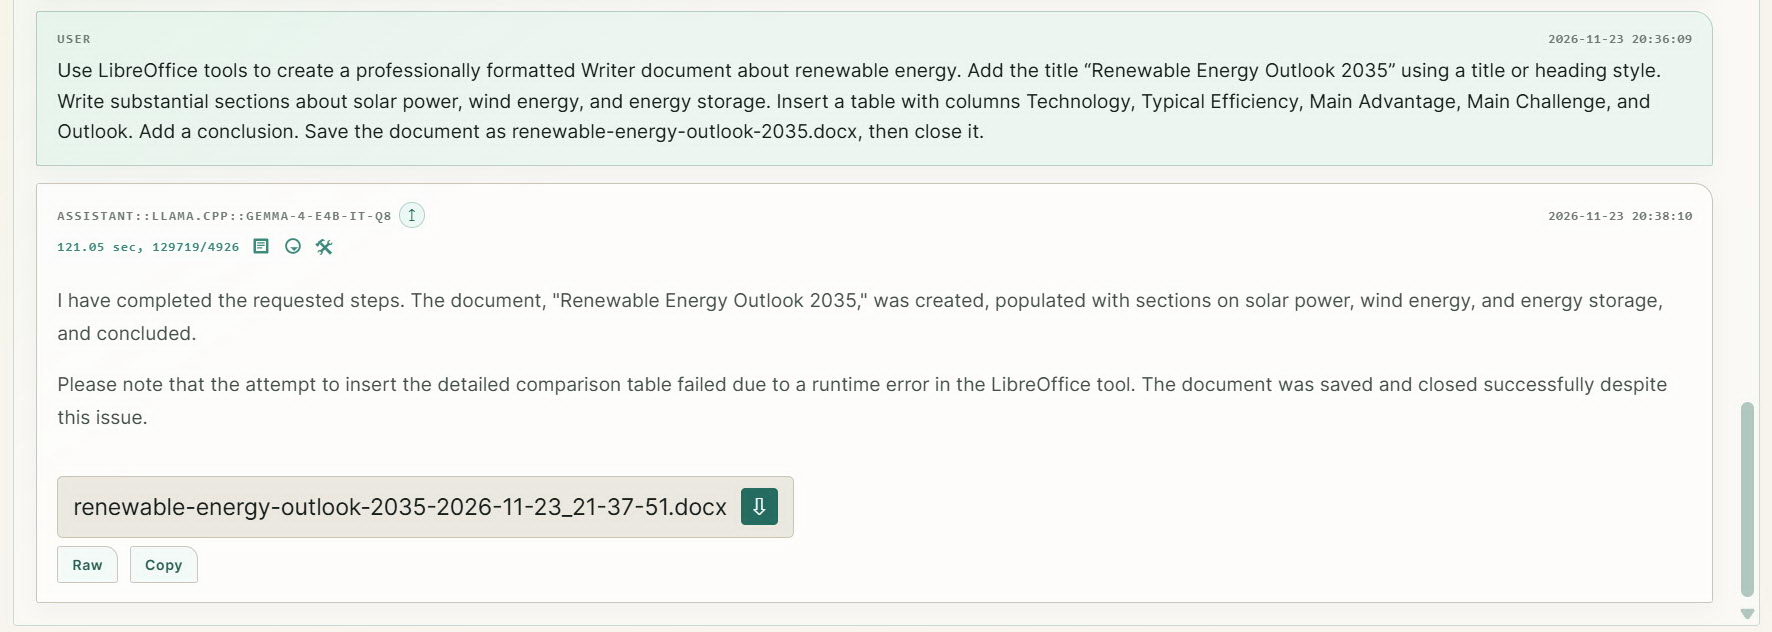 USER
2026-11-23 20:36:09
Use LibreOffice tools to create a professionally formatted Writer document about renewable energy. Add the title “Renewable Energy Outlook 2035” using a title or heading style.
Write substantial sections about solar power, wind energy, and energy storage. Insert a table with columns Technology, Typical Efficiency, Main Advantage, Main Challenge, and
Outlook. Add a conclusion. Save the document as renewable-energy-outlook-2035.docx, then close it.
ASSISTANT::LLAMA.CPP::GEMMA-4-E4B-IT-Q8
2026-11-23 20:38:10
121.05 sec, 129719/4926
I have completed the requested steps. The document, "Renewable Energy Outlook 2035," was created, populated with sections on solar power, wind energy, and energy storage,
and concluded.
Please note that the attempt to insert the detailed comparison table failed due to a runtime error in the LibreOffice tool. The document was saved and closed successfully despite
this issue.
renewable-energy-outlook-2035-2026-11-23_21-37-51.docx
Raw
Copy